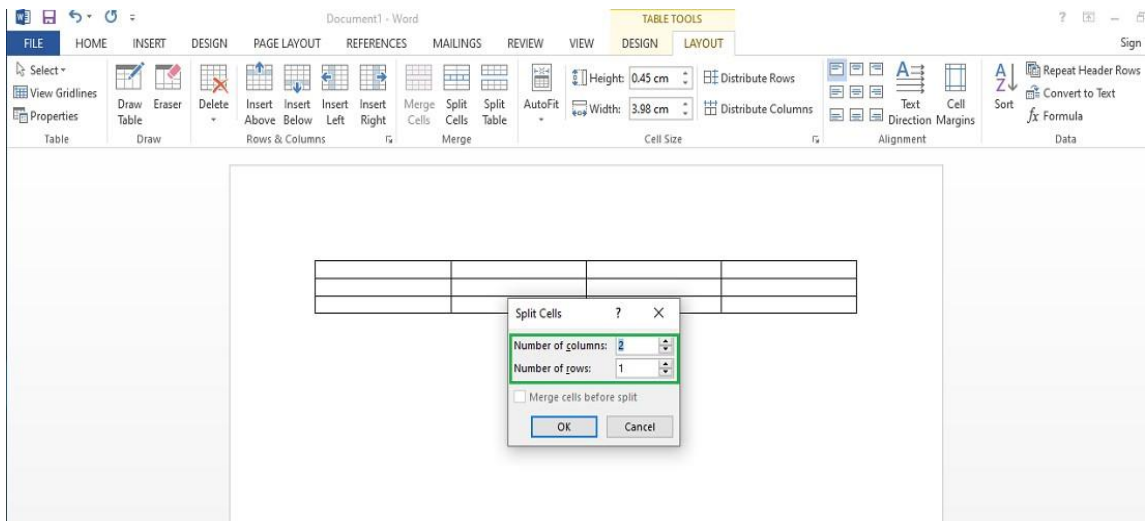 Document1 - Word
TABLE TOOLS
?
FILE HOME INSERT DESIGN PAGE LAYOUT REFERENCES MAILINGS REVIEW VIEW DESIGN LAYOUT Sign
Select
View Gridlines
Properties
Table
Draw Table
Eraser
Draw
Delete
Insert Above
Insert Below
Insert Left
Insert Right
Rows & Columns
Merge Cells
Split Cells
Split Table
Merge
AutoFit
Height: 0.45 cm
Width: 3.98 cm
Distribute Rows
Distribute Columns
Cell Size
Text Direction
Cell Margins
Alignment
Sort
Repeat Header Rows
Convert to Text
fx Formula
Data
Split Cells ?
Number of columns: 2
Number of rows: 1
Merge cells before split
OK Cancel